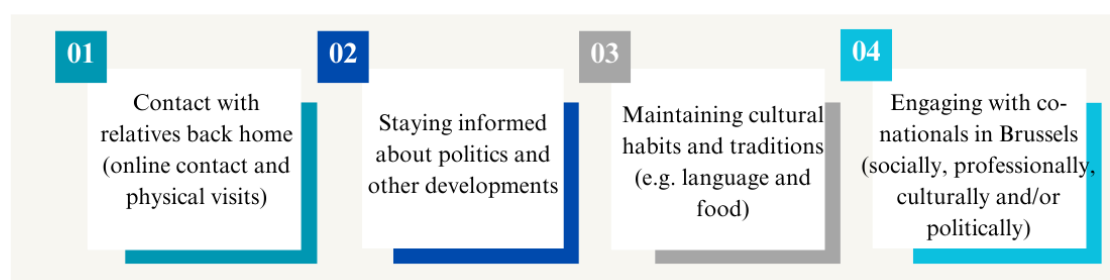 01
Contact with
relatives back home
(online contact and
physical visits)
02
Staying informed
about politics and
other developments
03
Maintaining cultural
habits and traditions
(e.g. language and
food)
04
Engaging with co-
nationals in Brussels
(socially, professionally,
culturally and/or
politically)